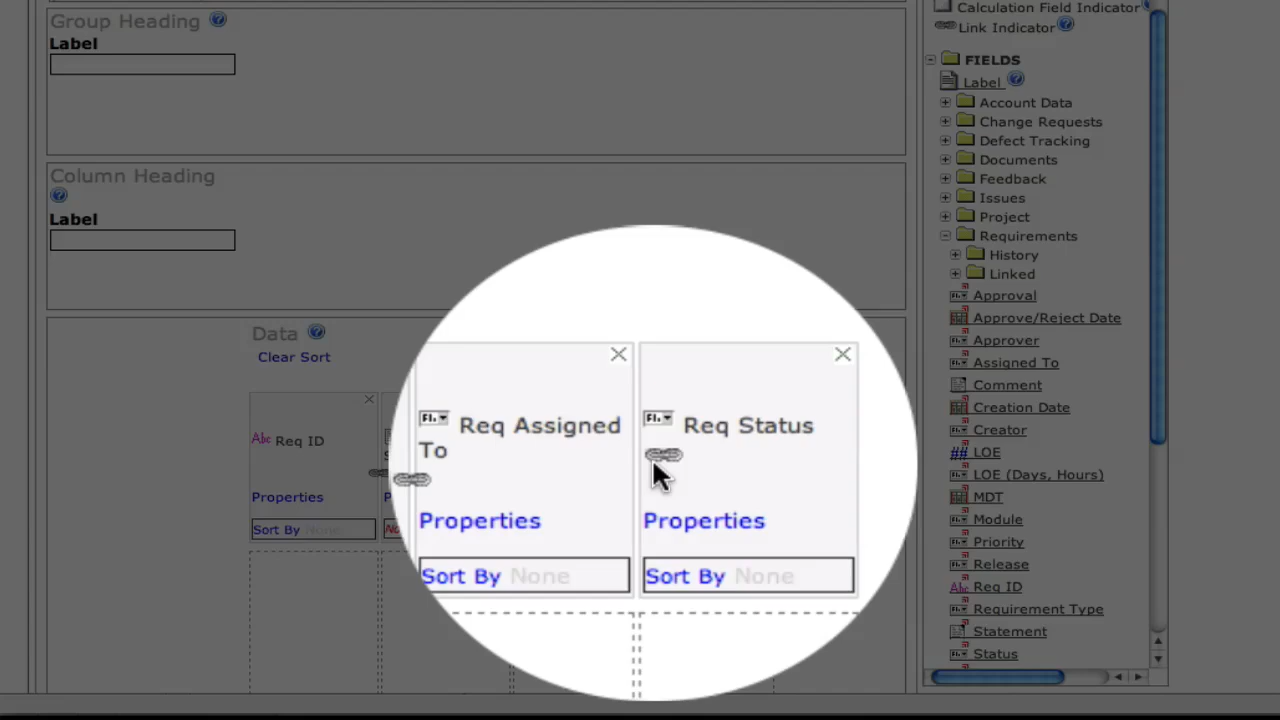 Group Heading
Label
Column Heading
Label
Data
Clear Sort
Abc Req ID
Properties
Sort By None
Req Assigned
To
Properties
Sort By None
Req Status
Properties
Sort By None
Calculation Field Indicator
Link Indicator
FIELDS
Label
Account Data
Change Requests
Defect Tracking
Documents
Feedback
Issues
Project
Requirements
History
Linked
Approval
Approve/Reject Date
Approver
Assigned To
Comment
Creation Date
Creator
## LOE
LOE (Days, Hours)
MDT
Module
Priority
Release
Abc Req ID
Requirement Type
Statement
Status